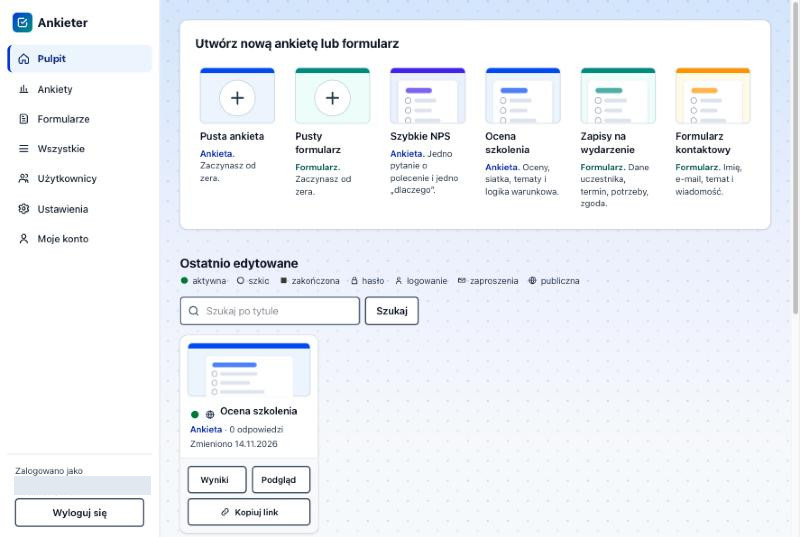 Ankieter
Pulpit
Ankiety
Formularze
Wszystkie
Użytkownicy
Ustawienia
Moje konto
Zalogowano jako
Wyloguj się
Utwórz nową ankietę lub formularz
Pusta ankieta
Ankieta.
Zaczynasz od
zera.
Pusty
formularz
Formularz.
Zaczynasz od
zera.
Szybkie NPS
Ankieta. Jedno
pytanie o
polecenie i jedno
„dlaczego”.
Ocena
szkolenia
Ankieta. Oceny,
siatka, tematy i
logika warunkowa.
Zapisy na
wydarzenie
Formularz. Dane
uczestnika,
termin, potrzeby,
zgoda.
Formularz
kontaktowy
Formularz. Imię,
e-mail, temat i
wiadomość.
Ostatnio edytowane
aktywna szkic zakończona hasło logowanie zaproszenia publiczna
Szukaj po tytule Szukaj
Ocena szkolenia
Ankieta · 0 odpowiedzi
Zmieniono 14.11.2026
Wyniki Podgląd
Kopiuj link